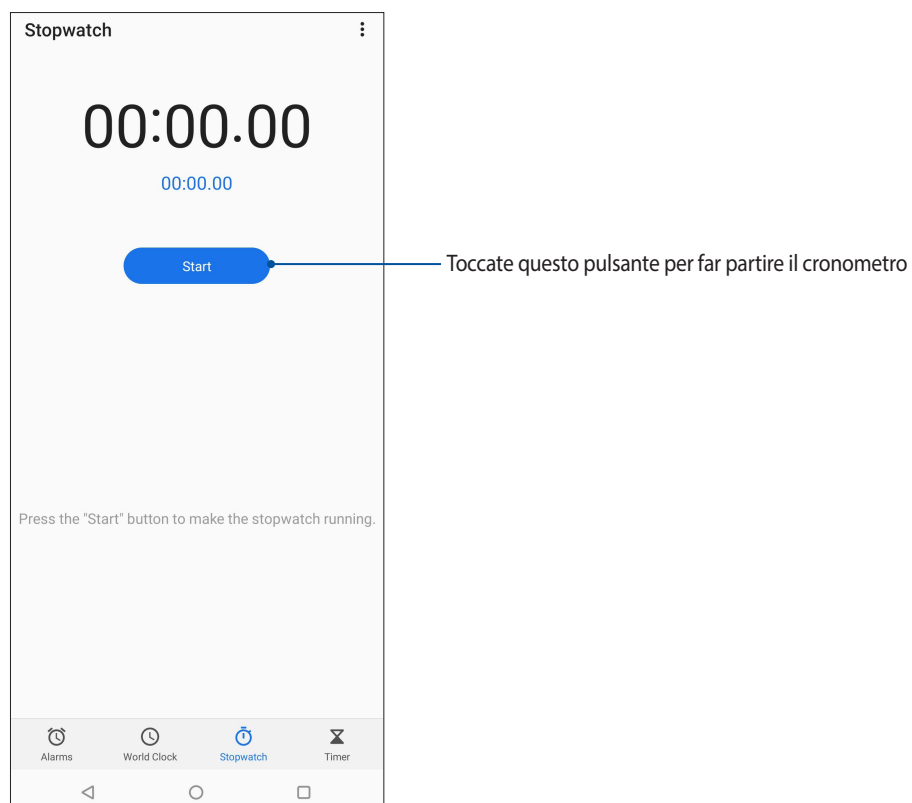 Stopwatch
00:00.00
00:00.00
Start
Toccate questo pulsante per far partire il cronometro
Press the "Start" button to make the stopwatch running.
Alarms
World Clock
Stopwatch
Timer